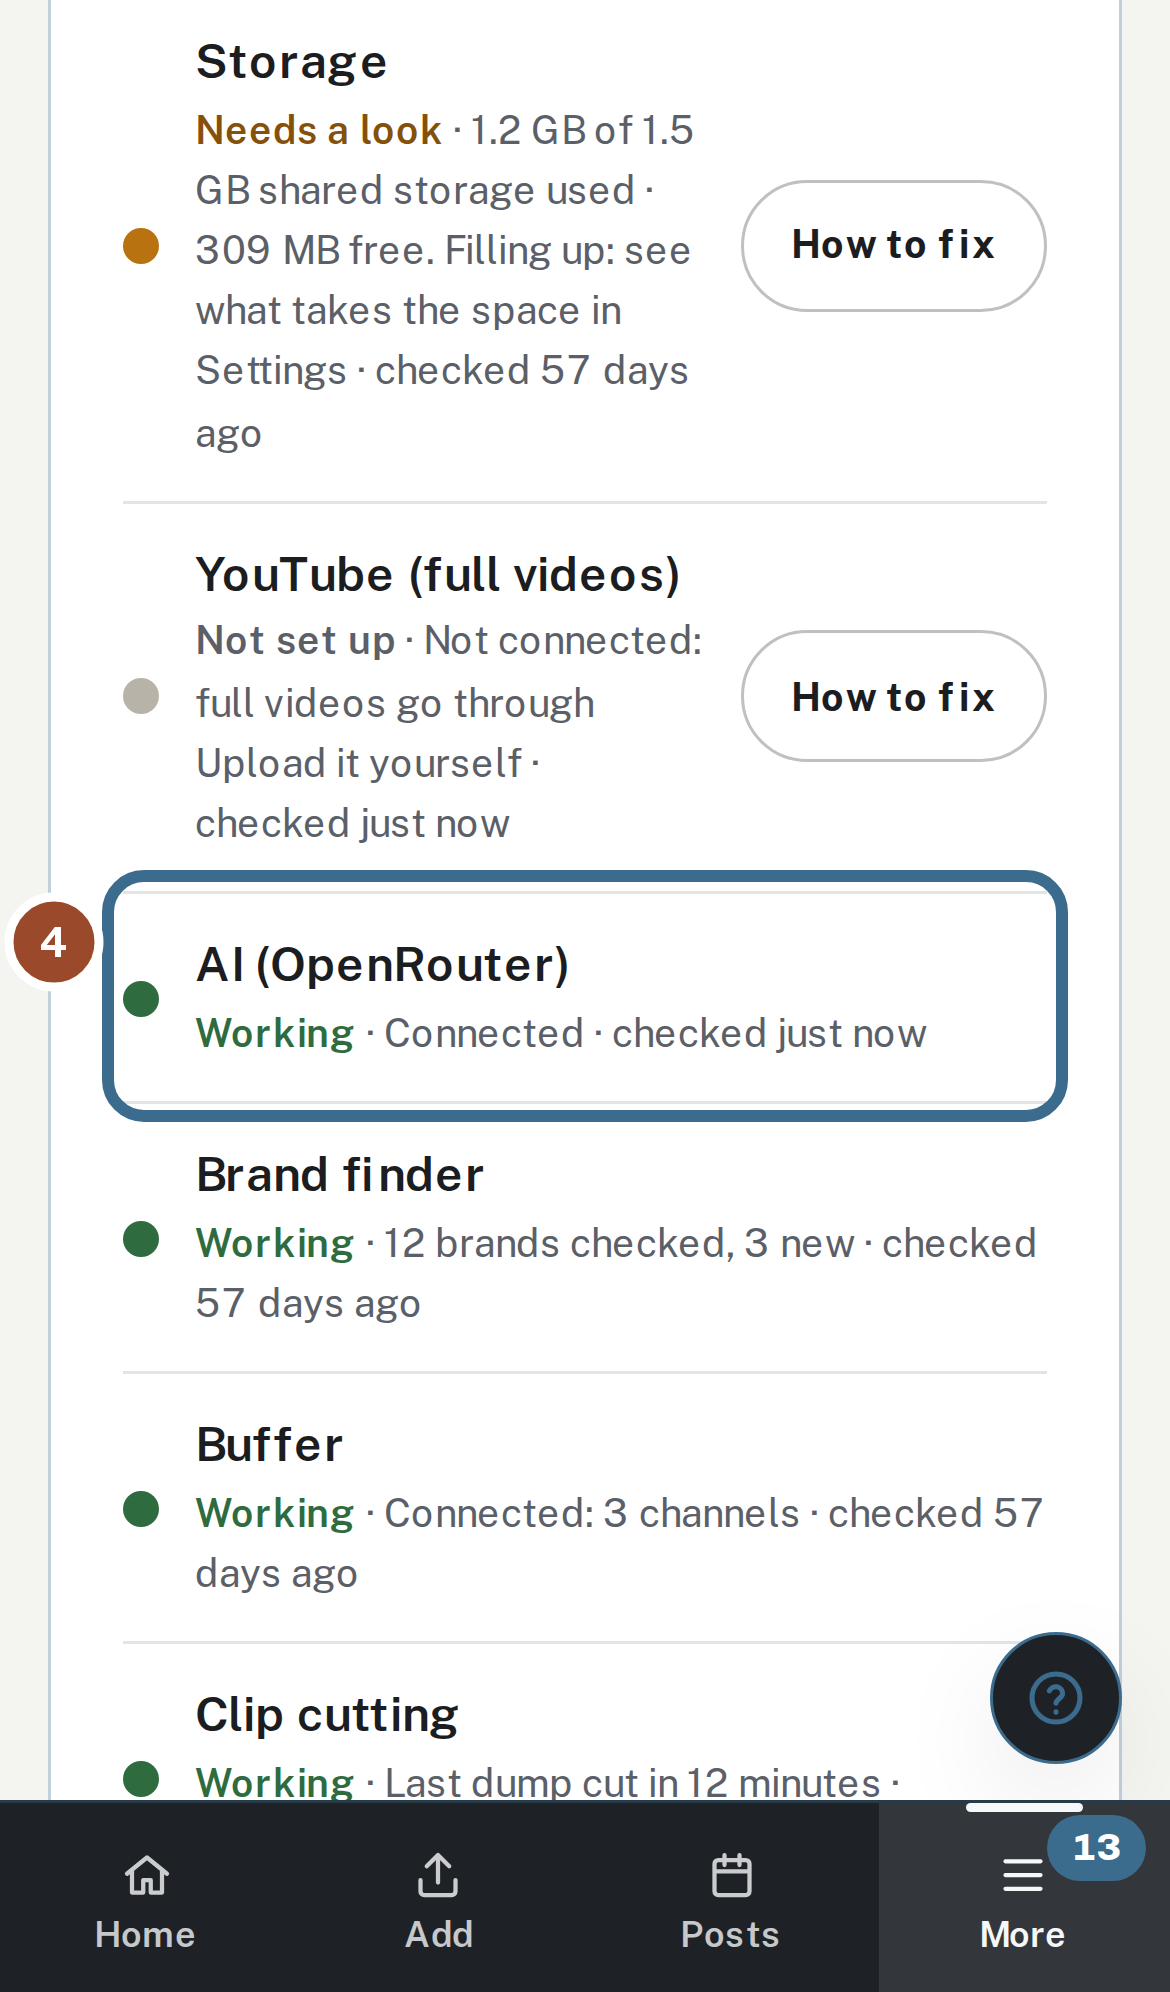 Storage
Needs a look · 1.2 GB of 1.5
GB shared storage used ·
309 MB free. Filling up: see
what takes the space in
Settings · checked 57 days
ago
How to fix
YouTube (full videos)
Not set up · Not connected:
full videos go through
Upload it yourself ·
checked just now
How to fix
4
AI (OpenRouter)
Working · Connected · checked just now
Brand finder
Working · 12 brands checked, 3 new · checked
57 days ago
Buffer
Working · Connected: 3 channels · checked 57
days ago
Clip cutting
Working · Last dump cut in 12 minutes ·
13
Home
Add
Posts
More